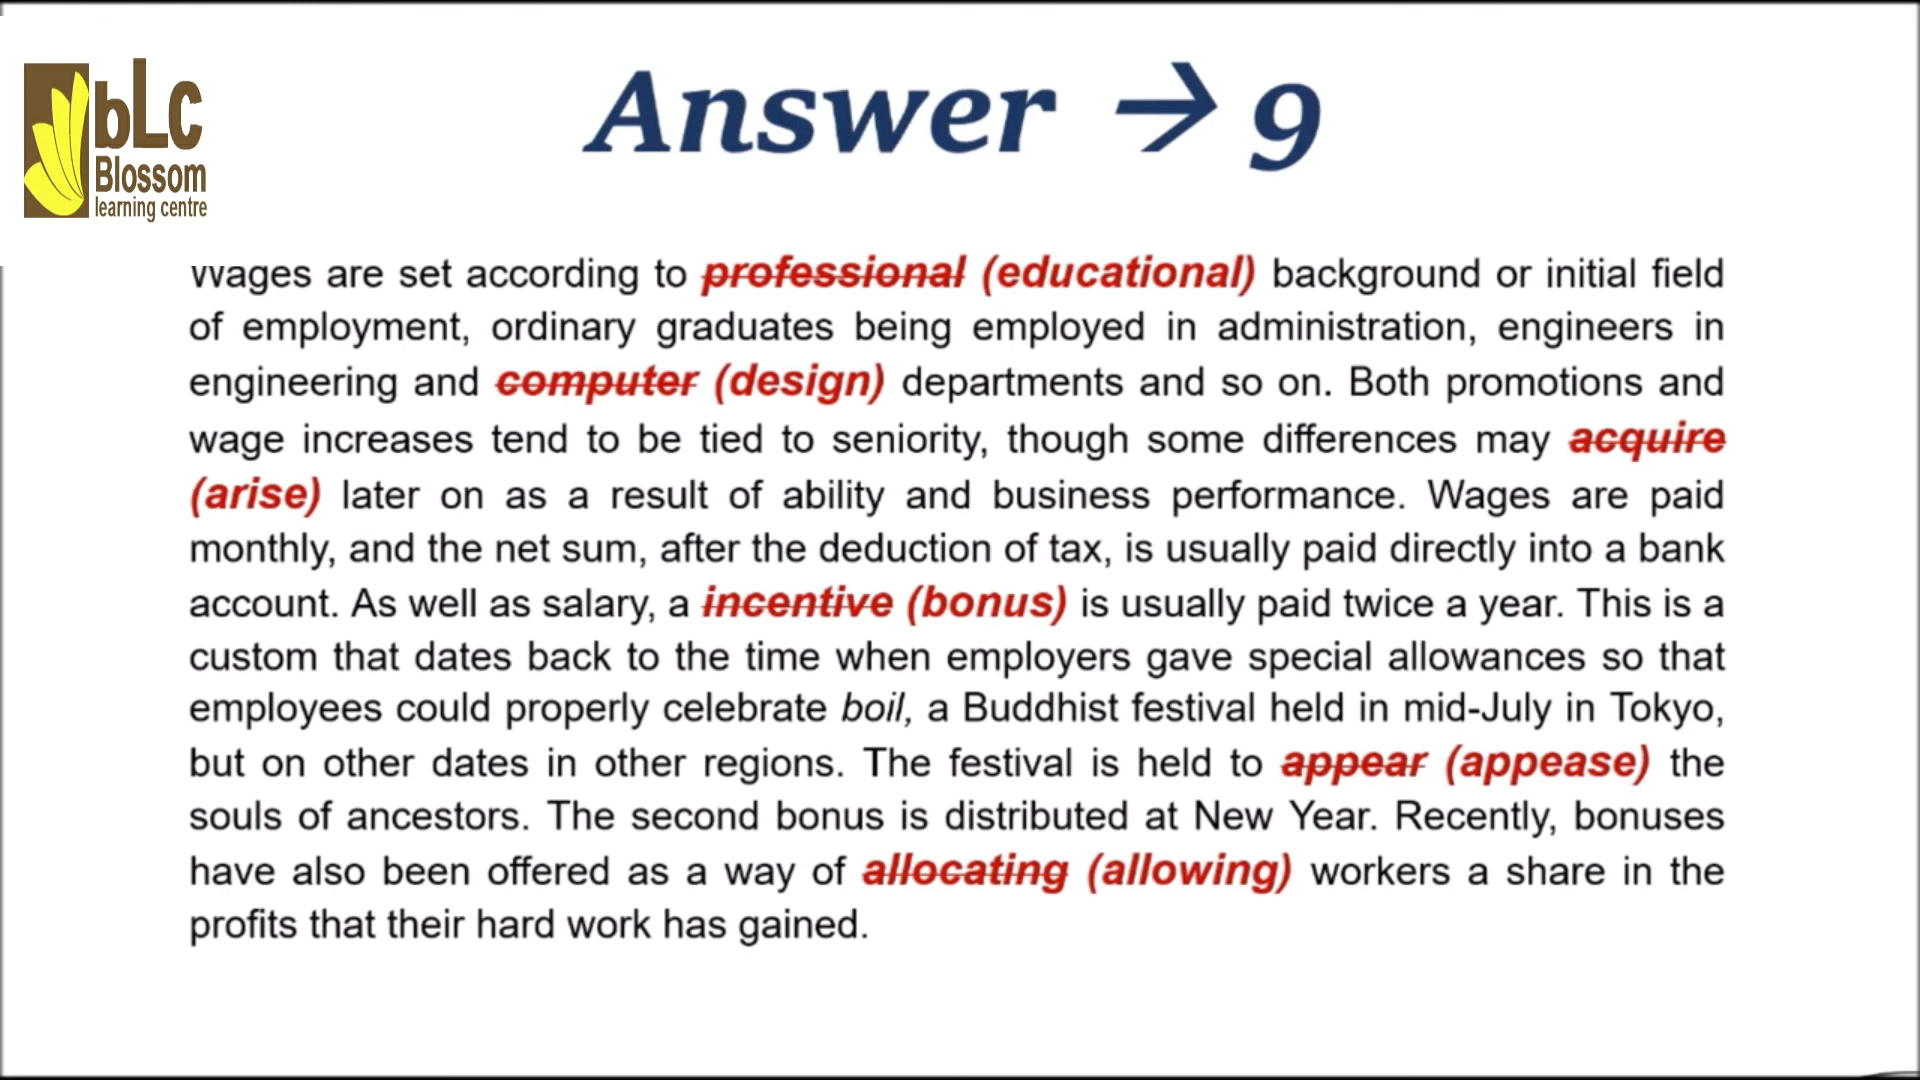 bLC
Blossom
learning centre
Answer → 9
Wages are set according to professional (educational) background or initial field
of employment, ordinary graduates being employed in administration, engineers in
engineering and computer (design) departments and so on. Both promotions and
wage increases tend to be tied to seniority, though some differences may acquire
(arise) later on as a result of ability and business performance. Wages are paid
monthly, and the net sum, after the deduction of tax, is usually paid directly into a bank
account. As well as salary, a incentive (bonus) is usually paid twice a year. This is a
custom that dates back to the time when employers gave special allowances so that
employees could properly celebrate boil, a Buddhist festival held in mid-July in Tokyo,
but on other dates in other regions. The festival is held to appear (appease) the
souls of ancestors. The second bonus is distributed at New Year. Recently, bonuses
have also been offered as a way of allocating (allowing) workers a share in the
profits that their hard work has gained.